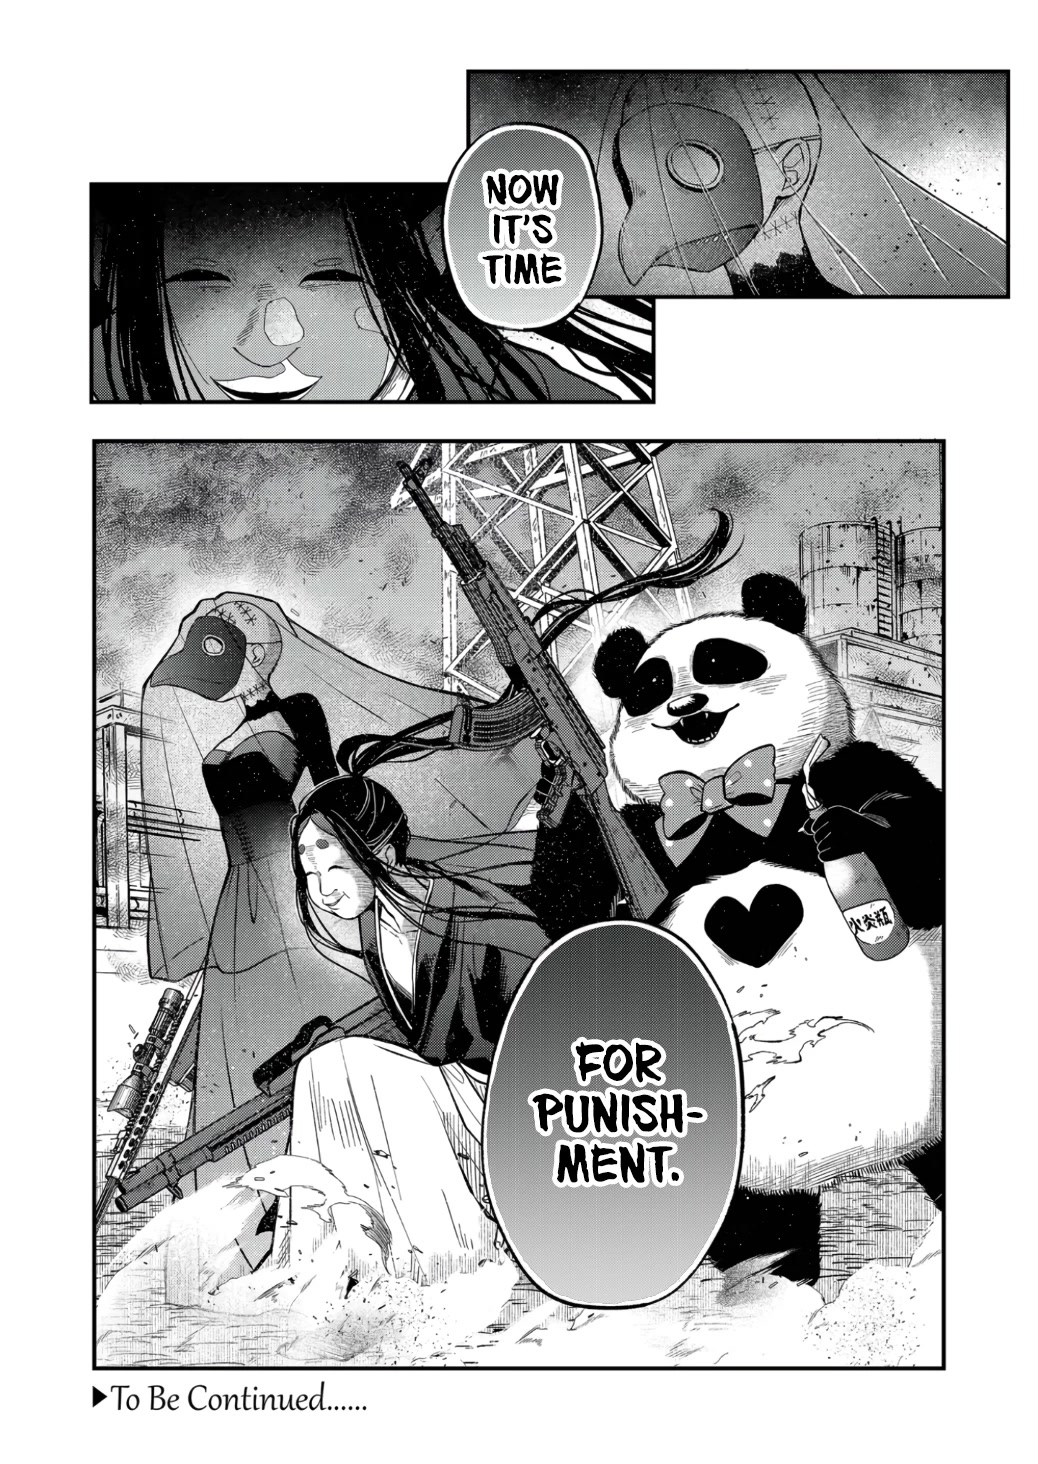 NOW
IT'S
TIME
火炎瓶
FOR
PUNISH-
MENT.
▶To Be Continued......